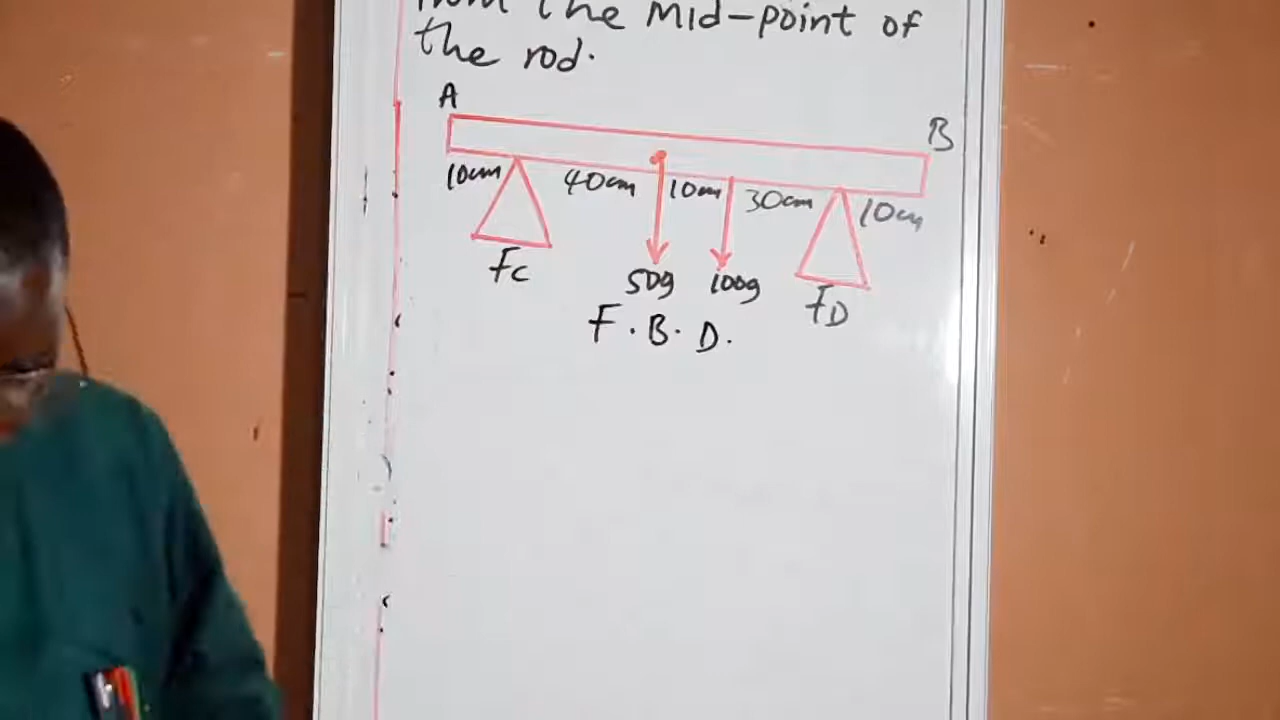 the mid-point of
the rod.
A
B
10cm 40cm 10cm 30cm 10cm
Fc 50g 100g FD
F.B.D.